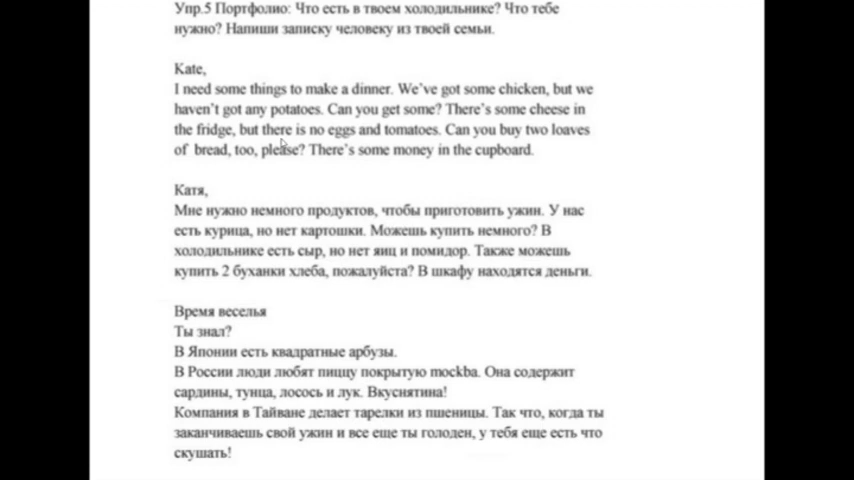 Упр.5 Портфолио: Что есть в твоем холодильнике? Что тебе
нужно? Напиши записку человеку из твоей семьи.
Kate,
I need some things to make a dinner. We've got some chicken, but we
haven't got any potatoes. Can you get some? There's some cheese in
the fridge, but there is no eggs and tomatoes. Can you buy two loaves
of bread, too, please? There's some money in the cupboard.
Катя,
Мне нужно немного продуктов, чтобы приготовить ужин. У нас
есть курица, но нет картошки. Можешь купить немного? В
холодильнике есть сыр, но нет яиц и помидор. Также можешь
купить 2 буханки хлеба, пожалуйста? В шкафу находятся деньги.
Время веселья
Ты знал?
В Японии есть квадратные арбузы.
В России люди любят пиццу покрытую mockba. Она содержит
сардины, тунца, лосось и лук. Вкуснятина!
Компания в Тайване делает тарелки из пшеницы. Так что, когда ты
заканчиваешь свой ужин и все еще ты голоден, у тебя еще есть что
скушать!